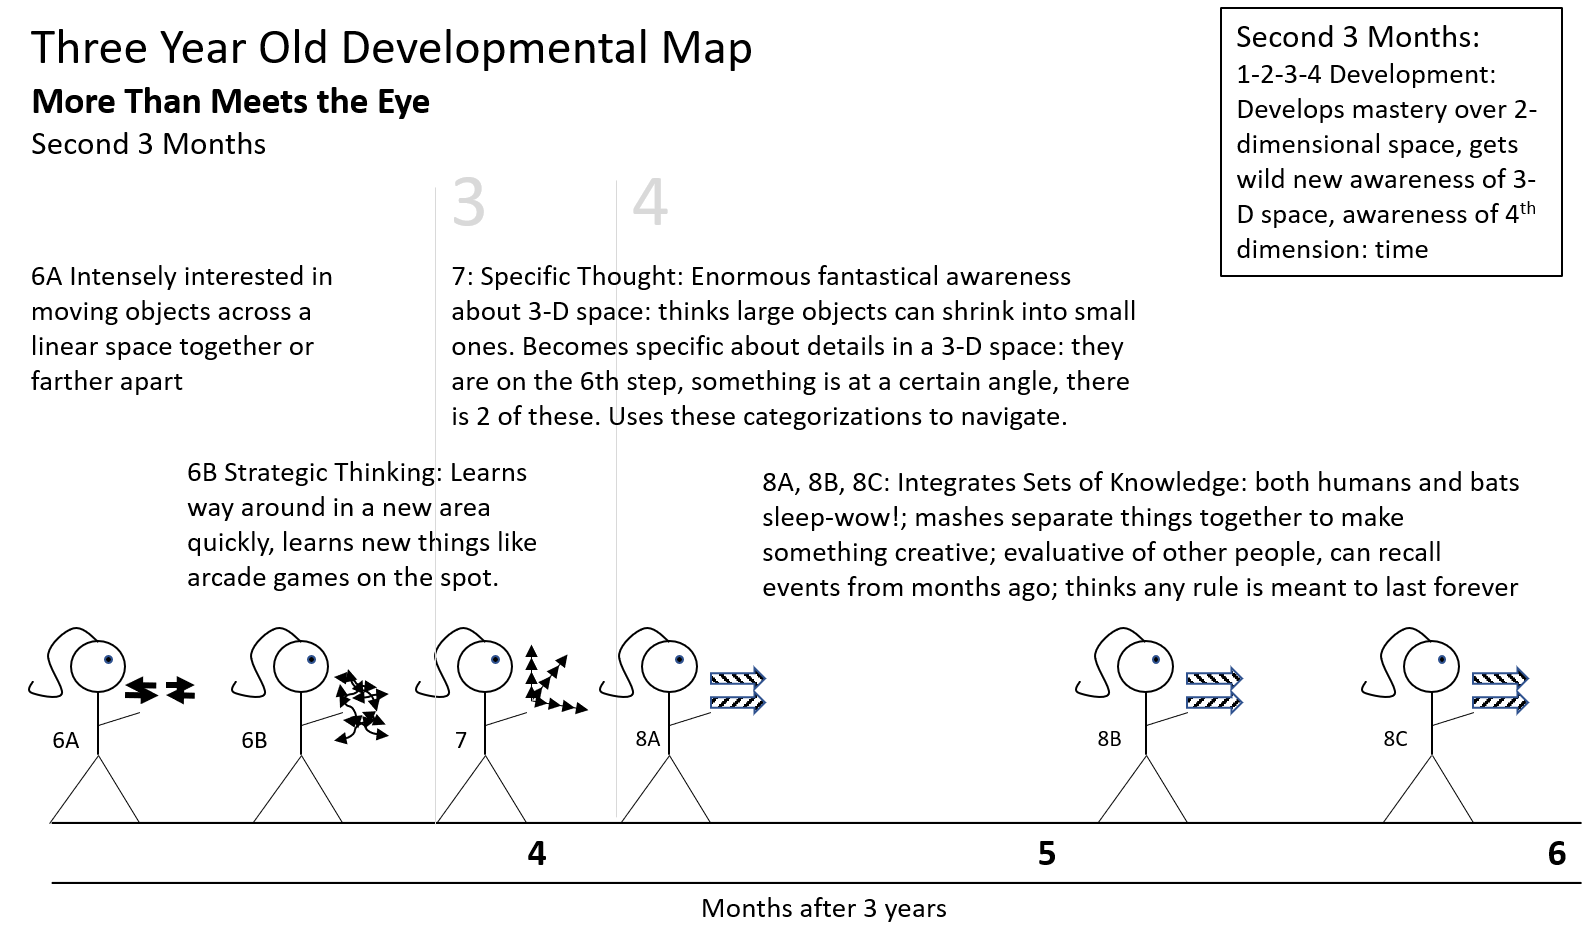 Three Year Old Developmental Map
More Than Meets the Eye
Second 3 Months
Second 3 Months:
1-2-3-4 Development:
Develops mastery over 2-
dimensional space, gets
wild new awareness of 3-
D space, awareness of 4th
dimension: time
3
4
6A Intensely interested in
moving objects across a
linear space together or
farther apart
7: Specific Thought: Enormous fantastical awareness
about 3-D space: thinks large objects can shrink into small
ones. Becomes specific about details in a 3-D space: they
are on the 6th step, something is at a certain angle, there
is 2 of these. Uses these categorizations to navigate.
6B Strategic Thinking: Learns
way around in a new area
quickly, learns new things like
arcade games on the spot.
8A, 8B, 8C: Integrates Sets of Knowledge: both humans and bats
sleep-wow!; mashes separate things together to make
something creative; evaluative of other people, can recall
events from months ago; thinks any rule is meant to last forever
6A
6B
7
8A
8B
8C
4
5
6
Months after 3 years